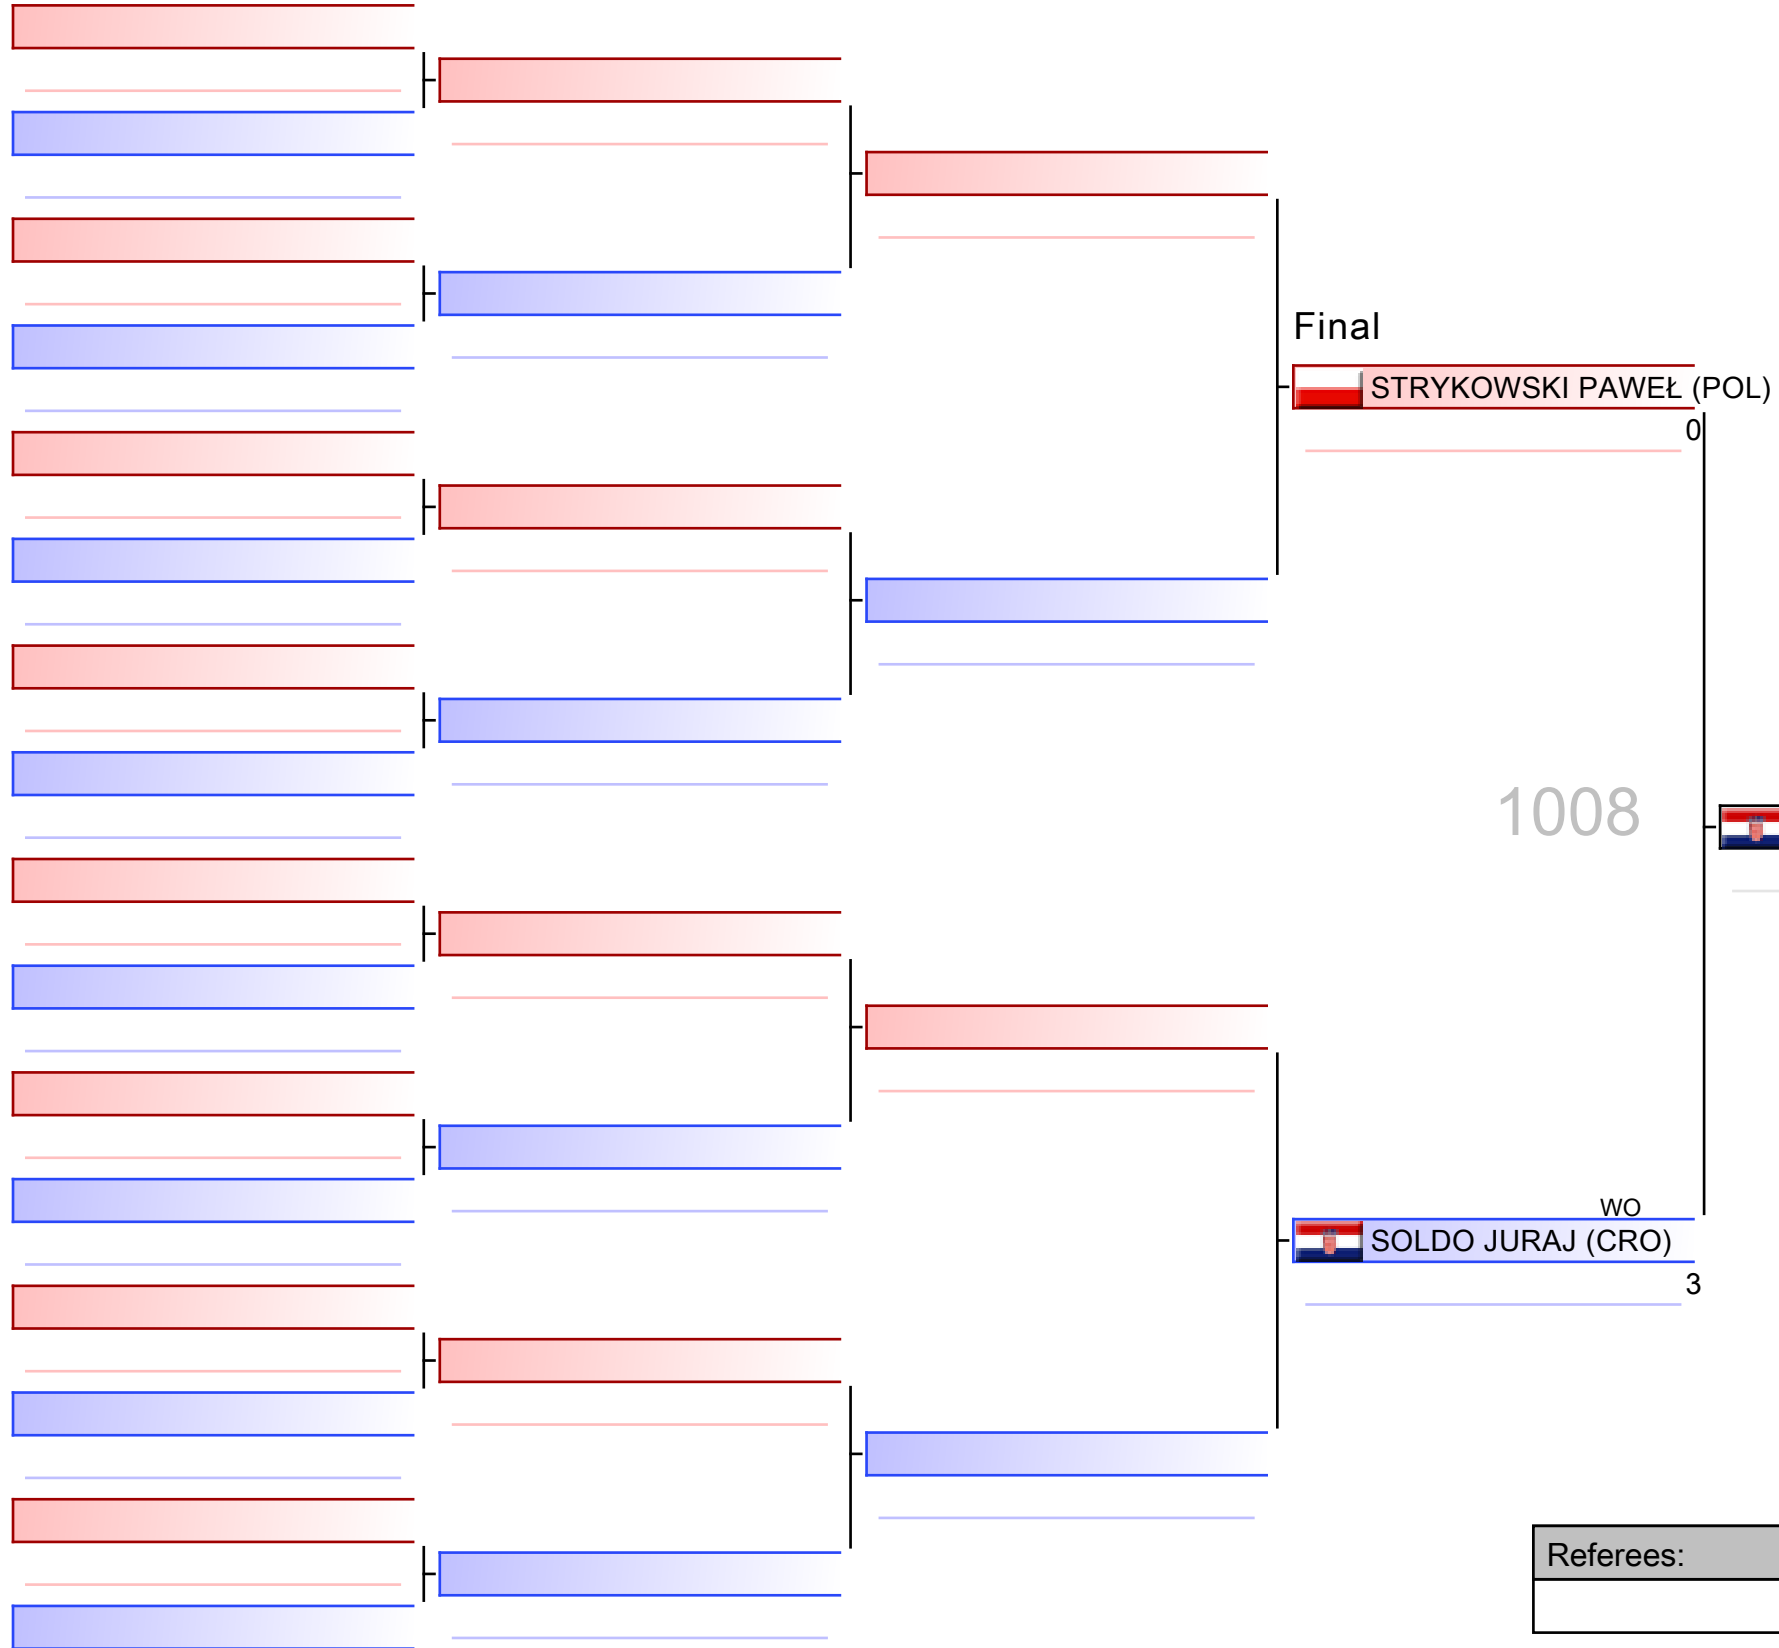 Final
STRYKOWSKI PAWEŁ (POL)
0
1008
WO
SOLDO JURAJ (CRO)
3
Referees: